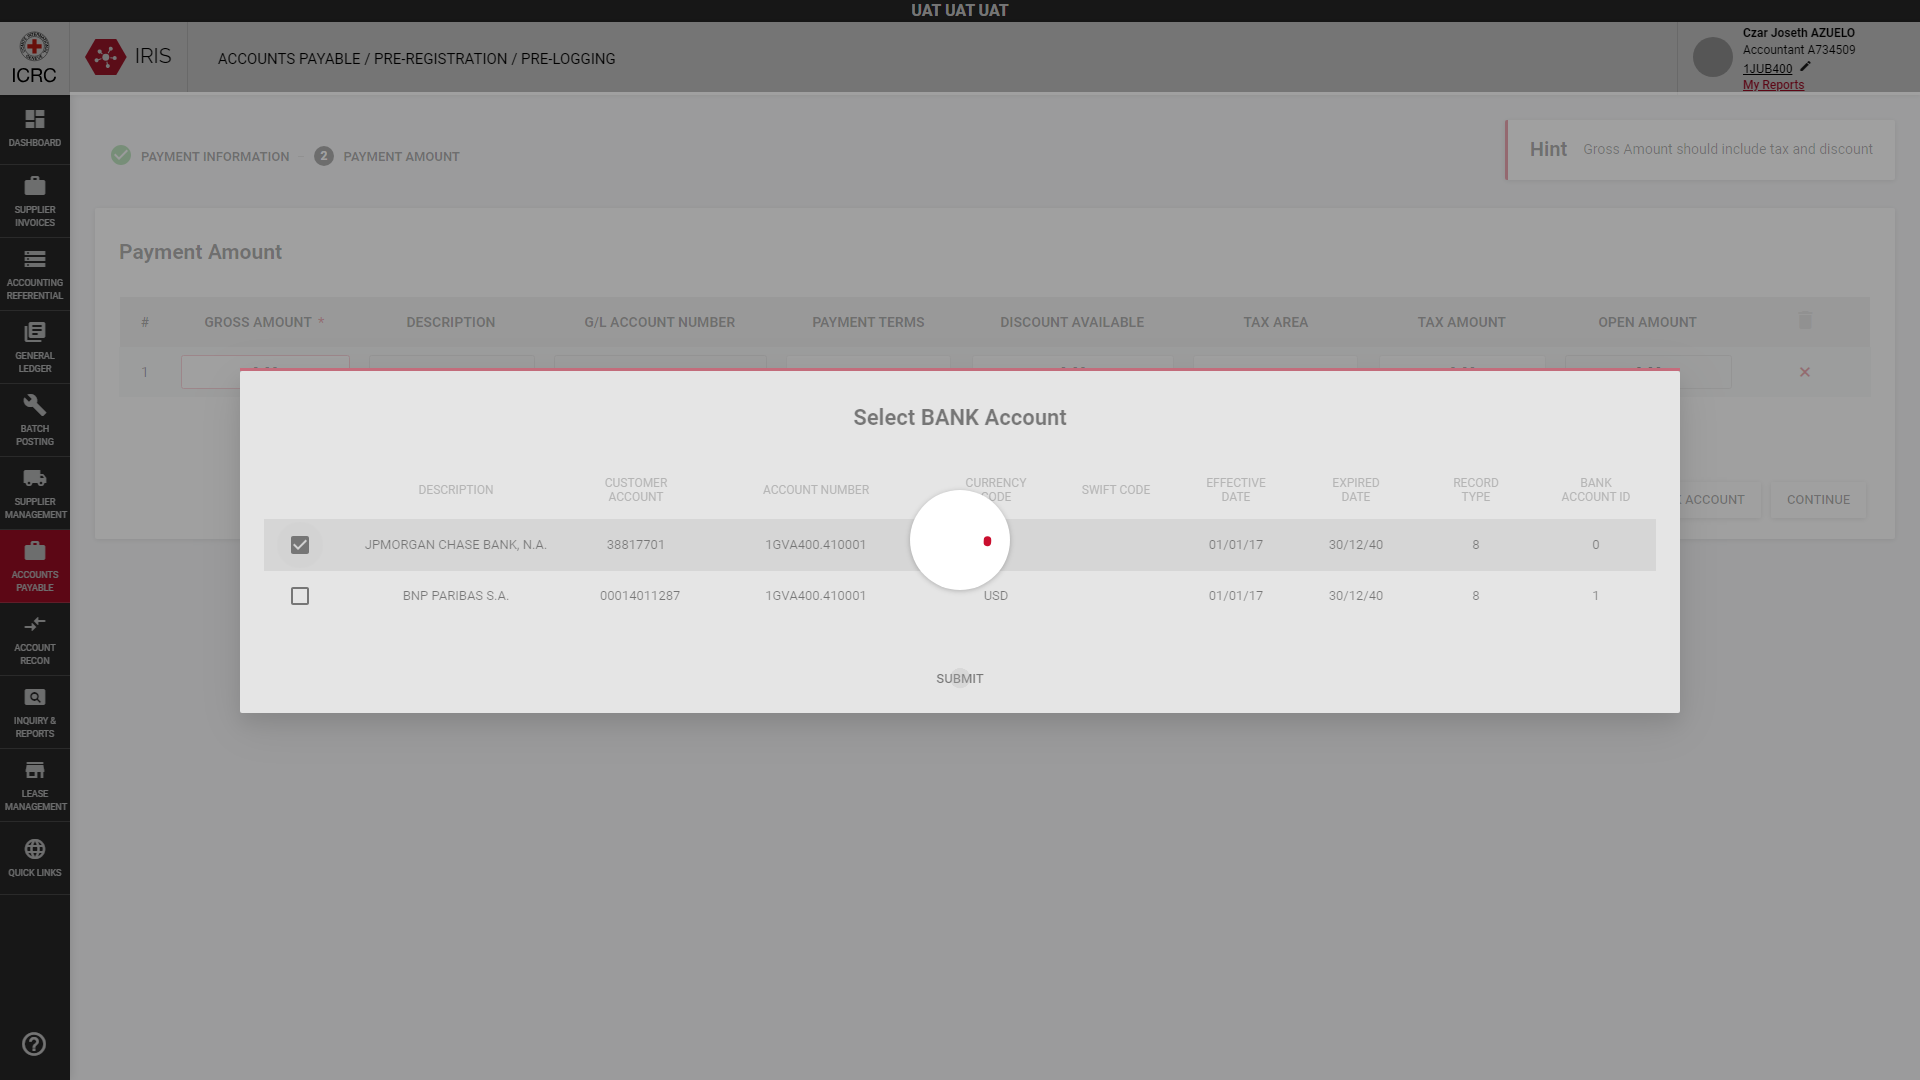 UAT UAT UAT
ICRC
IRIS
ACCOUNTS PAYABLE / PRE-REGISTRATION / PRE-LOGGING
Czar Joseth AZUELO
Accountant A734509
1JUB400
My Reports
DASHBOARD
SUPPLIER
INVOICES
ACCOUNTING
REFERENTIAL
GENERAL
LEDGER
BATCH
POSTING
SUPPLIER
MANAGEMENT
ACCOUNTS
PAYABLE
ACCOUNT
RECON
INQUIRY &
REPORTS
LEASE
MANAGEMENT
QUICK LINKS
PAYMENT INFORMATION 2 PAYMENT AMOUNT
Hint Gross Amount should include tax and discount
Payment Amount
# GROSS AMOUNT * DESCRIPTION G/L ACCOUNT NUMBER PAYMENT TERMS DISCOUNT AVAILABLE TAX AREA TAX AMOUNT OPEN AMOUNT
1
Select BANK Account
DESCRIPTION CUSTOMER ACCOUNT ACCOUNT NUMBER CURRENCY CODE SWIFT CODE EFFECTIVE DATE EXPIRED DATE RECORD TYPE BANK ACCOUNT ID
JPMORGAN CHASE BANK, N.A. 38817701 1GVA400.410001 01/01/17 30/12/40 8 0
BNP PARIBAS S.A. 00014011287 1GVA400.410001 USD 01/01/17 30/12/40 8 1
SUBMIT
ACCOUNT CONTINUE